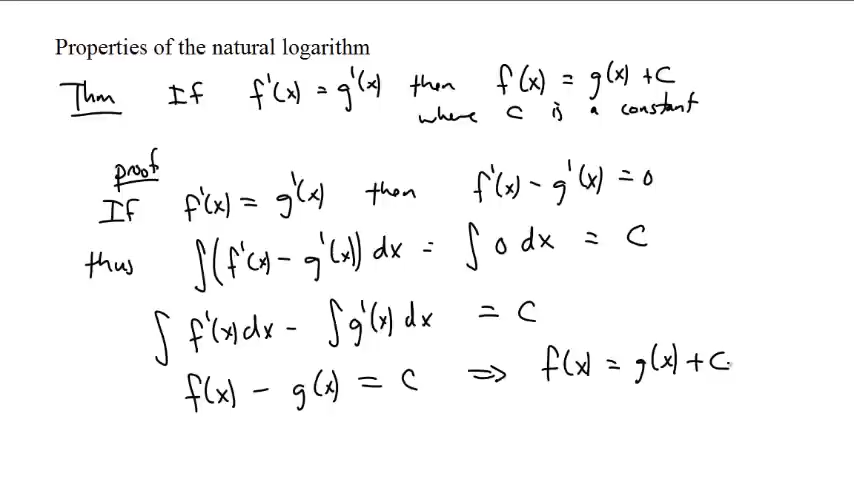 Properties of the natural logarithm
Thm If f'(x) = g'(x) then f(x) = g(x) + C
where C is a constant
proof
If f'(x) = g'(x) then f'(x) - g'(x) = 0
thus ∫(f'(x) - g'(x)) dx = ∫ 0 dx = C
∫ f'(x) dx - ∫ g'(x) dx = C
f(x) - g(x) = C ⇒ f(x) = g(x) + C